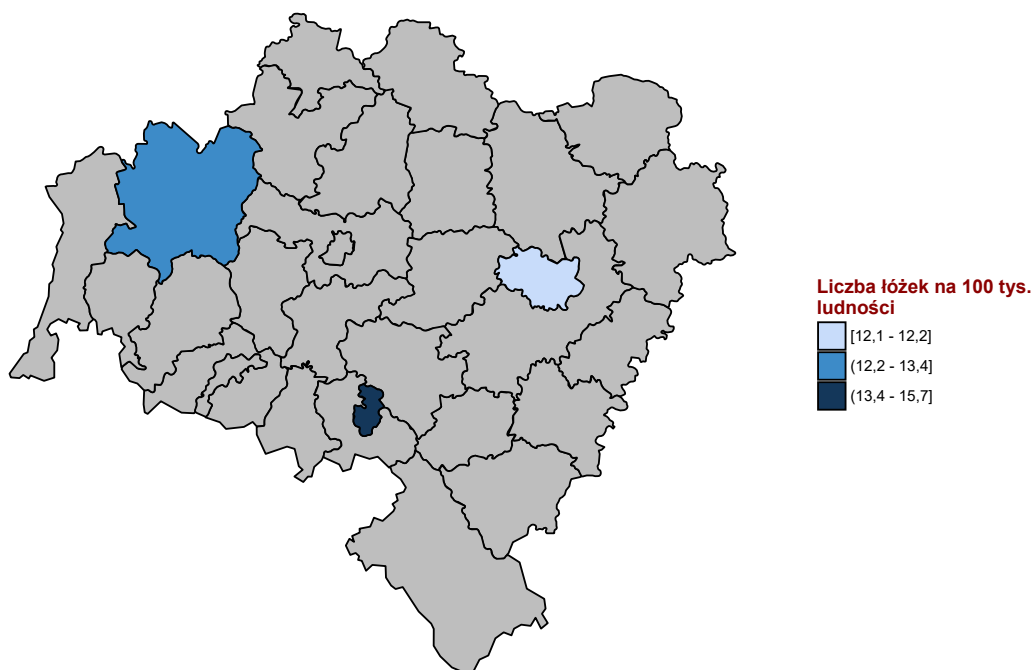 Liczba łóżek na 100 tys.
ludności
[12,1 - 12,2]
(12,2 - 13,4]
(13,4 - 15,7]